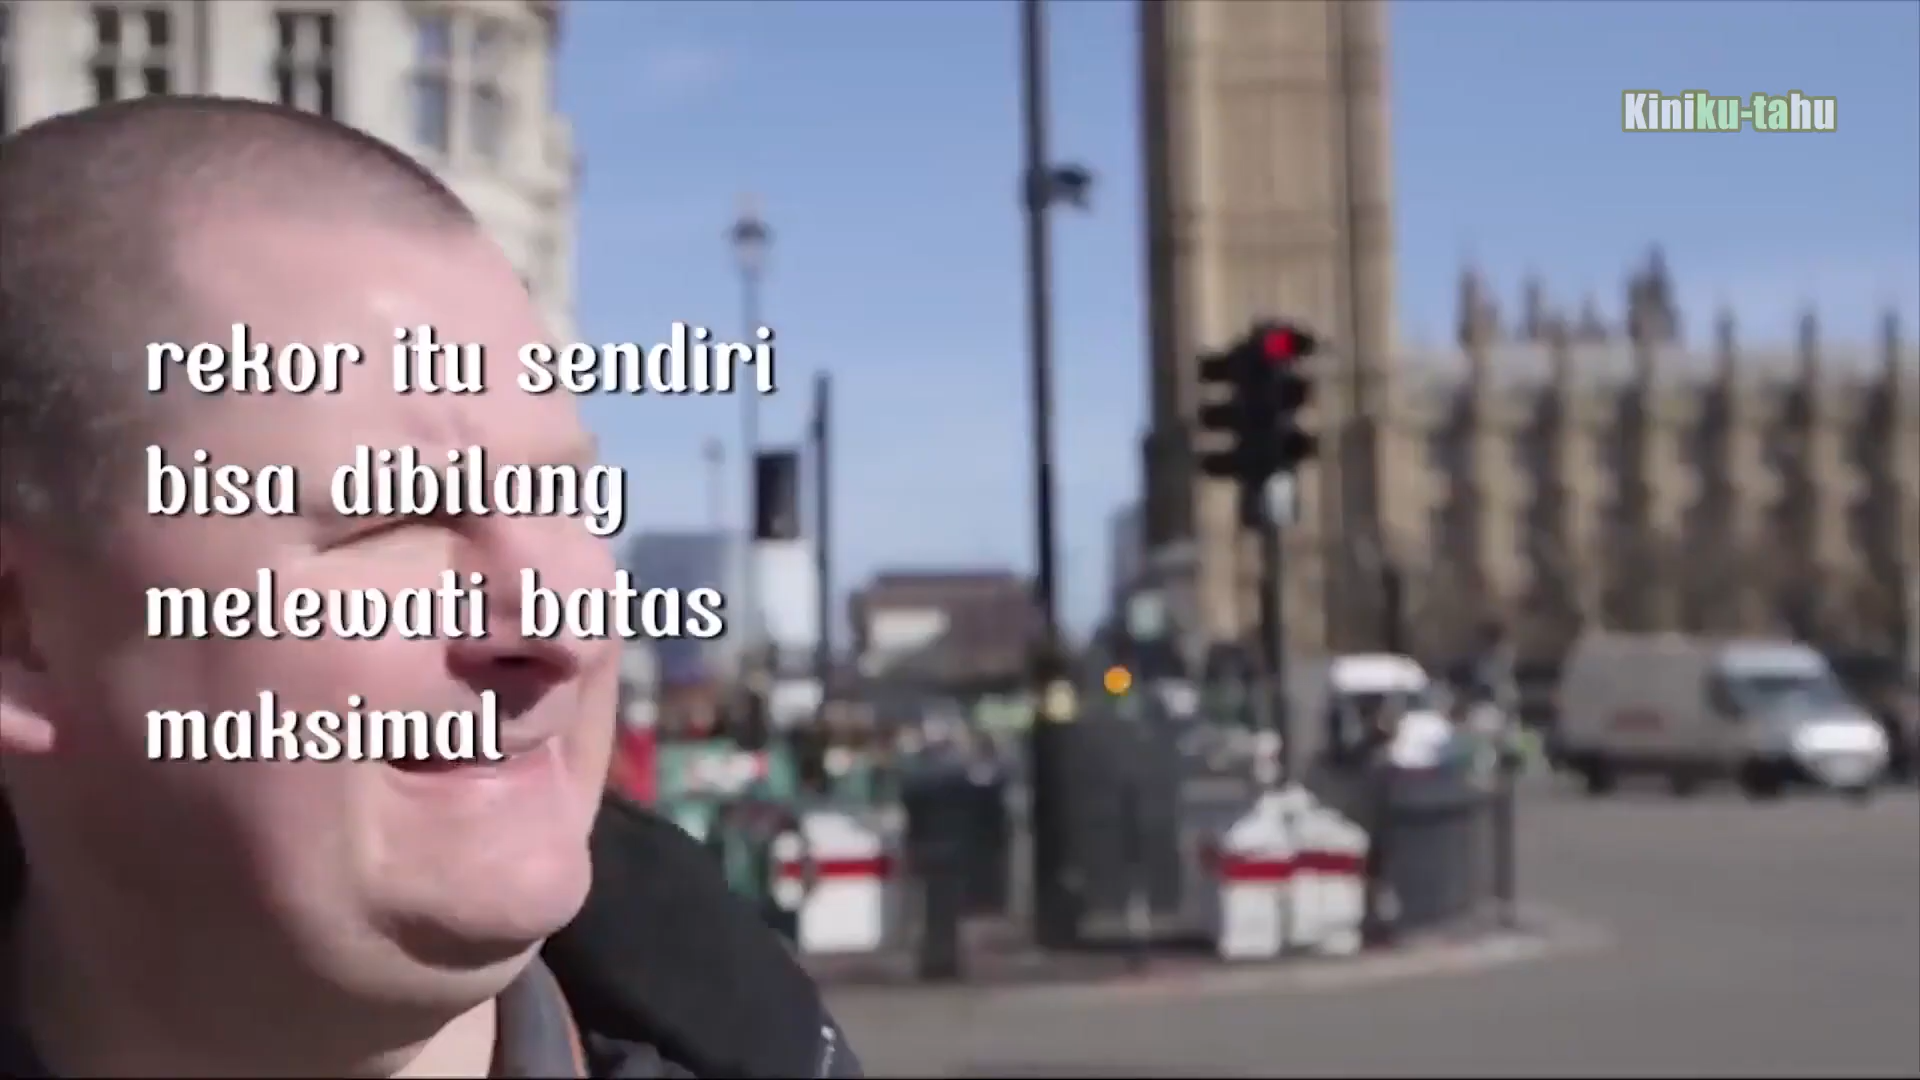 Kiniku-tahu
rekor itu sendiri
bisa dibilang
melewati batas
maksimal